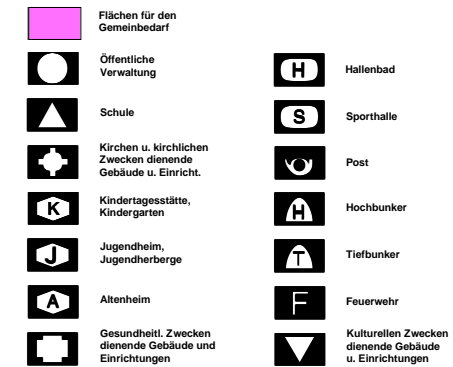 Flächen für den
Gemeinbedarf
Öffentliche
Verwaltung
Schule
Kirchen u. kirchlichen
Zwecken dienende
Gebäude u. Einricht.
K
Kindertagesstätte,
Kindergarten
J
Jugendheim,
Jugendherberge
A
Altenheim
Gesundheitl. Zwecken
dienende Gebäude und
Einrichtungen
H
Hallenbad
S
Sporthalle
Post
H
Hochbunker
T
Tiefbunker
F
Feuerwehr
Kulturellen Zwecken
dienende Gebäude
u. Einrichtungen